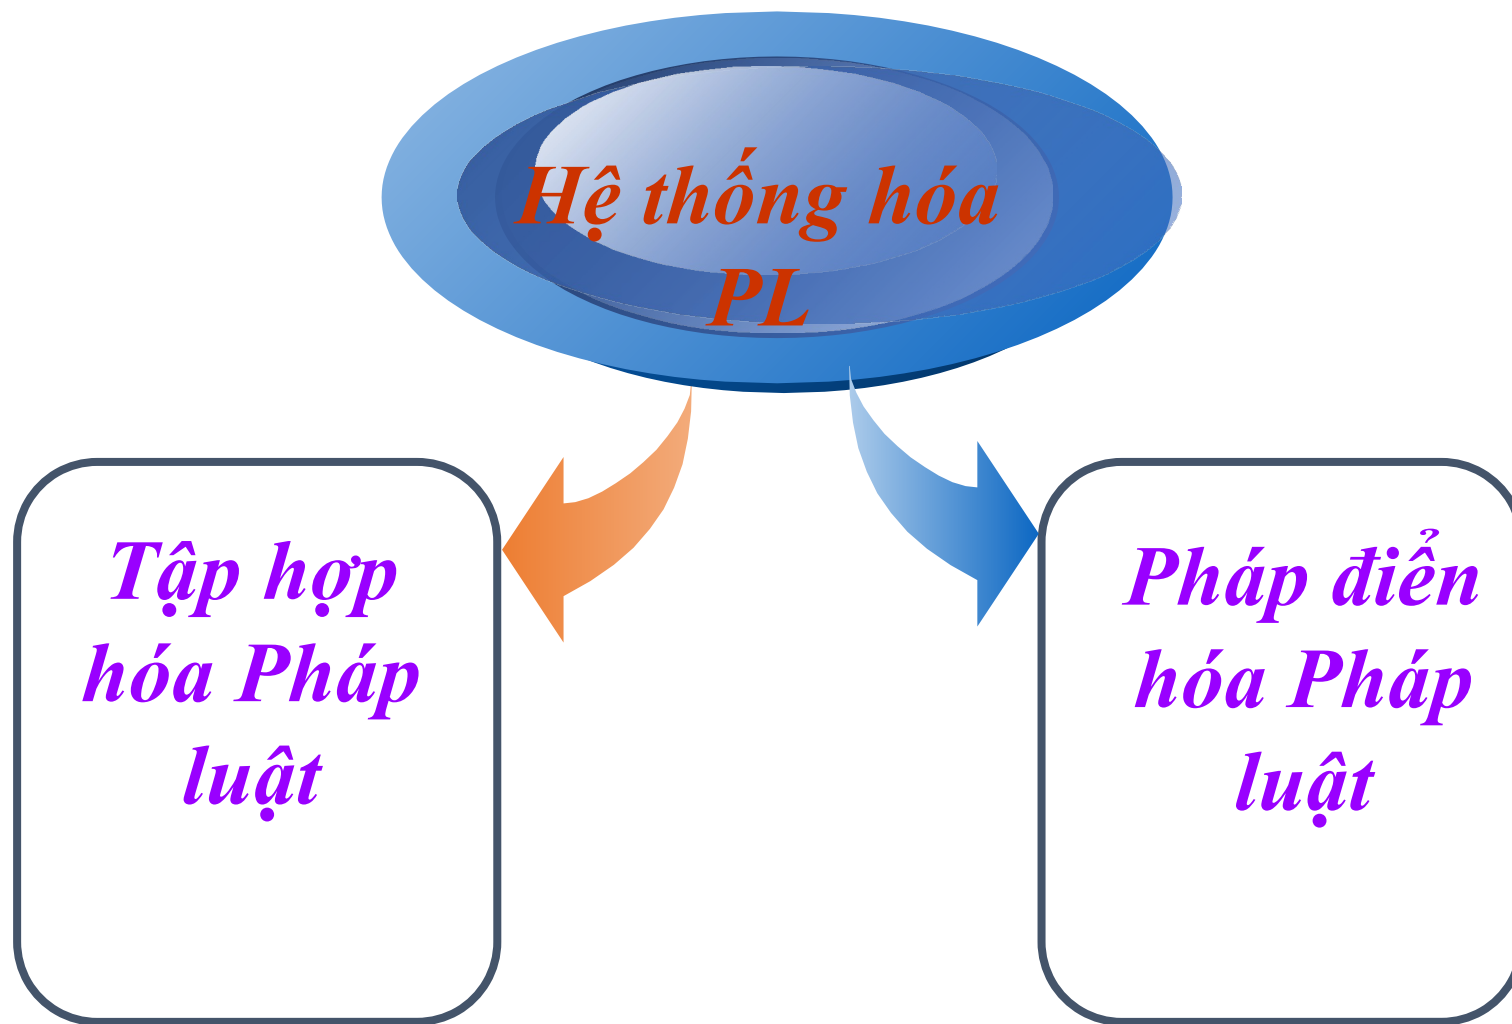 Hệ thống hóa
PL
Tập hợp
hóa Pháp
luật
Pháp điển
hóa Pháp
luật